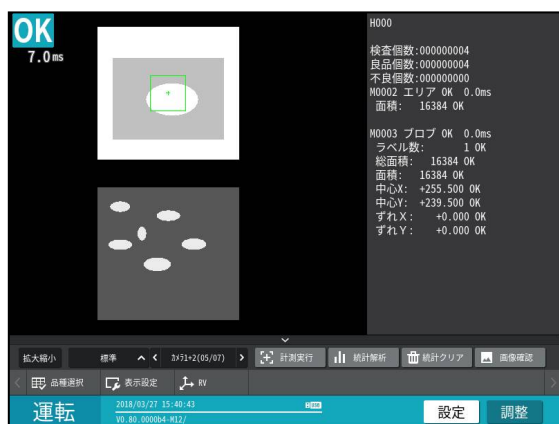 OK
7.0ms
H000
検査個数:000000004
良品個数:000000004
不良個数:000000000
M0002 エリア OK 0.0ms
面積: 16384 OK
M0003 ブロブ OK 0.0ms
ラベル数: 1 OK
総面積: 16384 OK
面積: 16384 OK
中心X: +255.500 OK
中心Y: +239.500 OK
ずれX: +0.000 OK
ずれY: +0.000 OK
拡大縮小 標準 カメラ1+2(05/07) 計測実行 統計解析 統計クリア 画像確認
品種選択 表示設定 RV
運転 2018/03/27 15:40:43 設定 調整
V0.80.0000b4-M12/